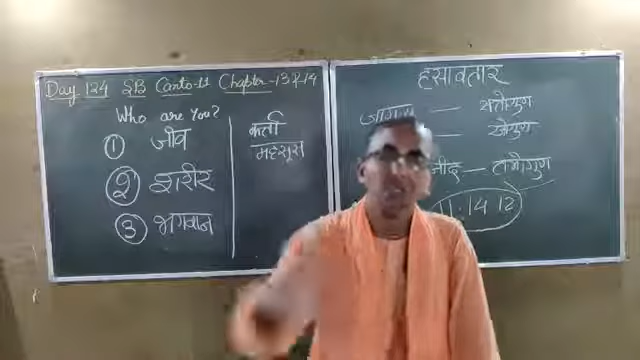 Day 124 SB Canto-11 Chapter-13 & 14
Who are You?
① जीव
② शरीर
③ भगवान
कर्ता
महसूस
हंसावतार
जागरण — सतोगुण
— रजोगुण
नींद — तमोगुण
11.14.12